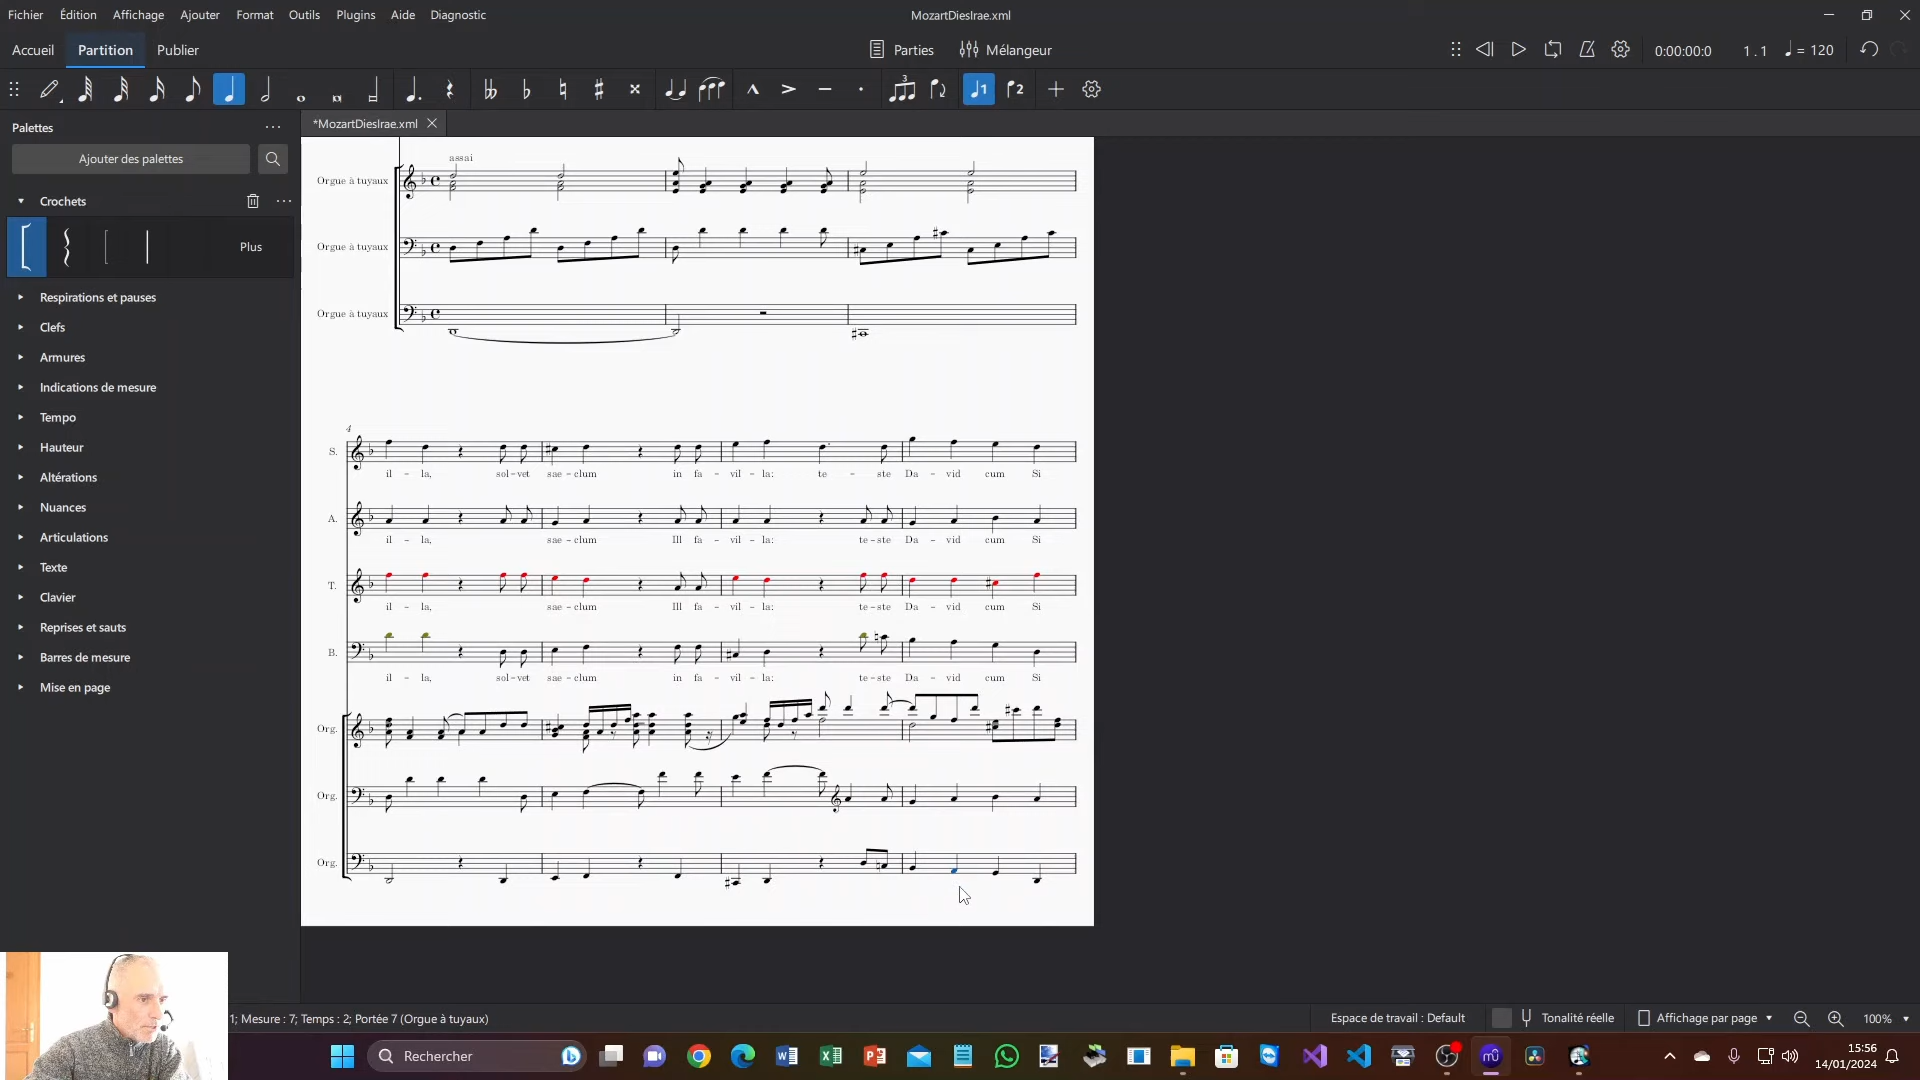 Fichier Édition Affichage Ajouter Format Outils Plugins Aide Diagnostic
MozartDiesIrae.xml
Accueil Partition Publier
Parties Mélangeur
0:00:00:0 1 . 1 = 120
3 1 2
Palettes
*MozartDiesIrae.xml
Ajouter des palettes
Crochets
Plus
Respirations et pauses
Clefs
Armures
Indications de mesure
Tempo
Hauteur
Altérations
Nuances
Articulations
Texte
Clavier
Reprises et sauts
Barres de mesure
Mise en page
assai
Orgue à tuyaux
Orgue à tuyaux
Orgue à tuyaux
4
S.
il - la, sol - vet sae - clum in fa - vil - la: te - ste Da - vid cum Si
A.
il - la, sae - clum Ill fa - vil - la: te - ste Da - vid cum Si
T.
il - la, sae - clum Ill fa - vil - la: te - ste Da - vid cum Si
B.
il - la, sol - vet sae - clum in fa - vil - la: te - ste Da - vid cum Si
Org.
Org.
Org.
1; Mesure : 7; Temps : 2; Portée 7 (Orgue à tuyaux)
Espace de travail : Default Tonalité réelle Affichage par page 100%
Rechercher
15:56
14/01/2024